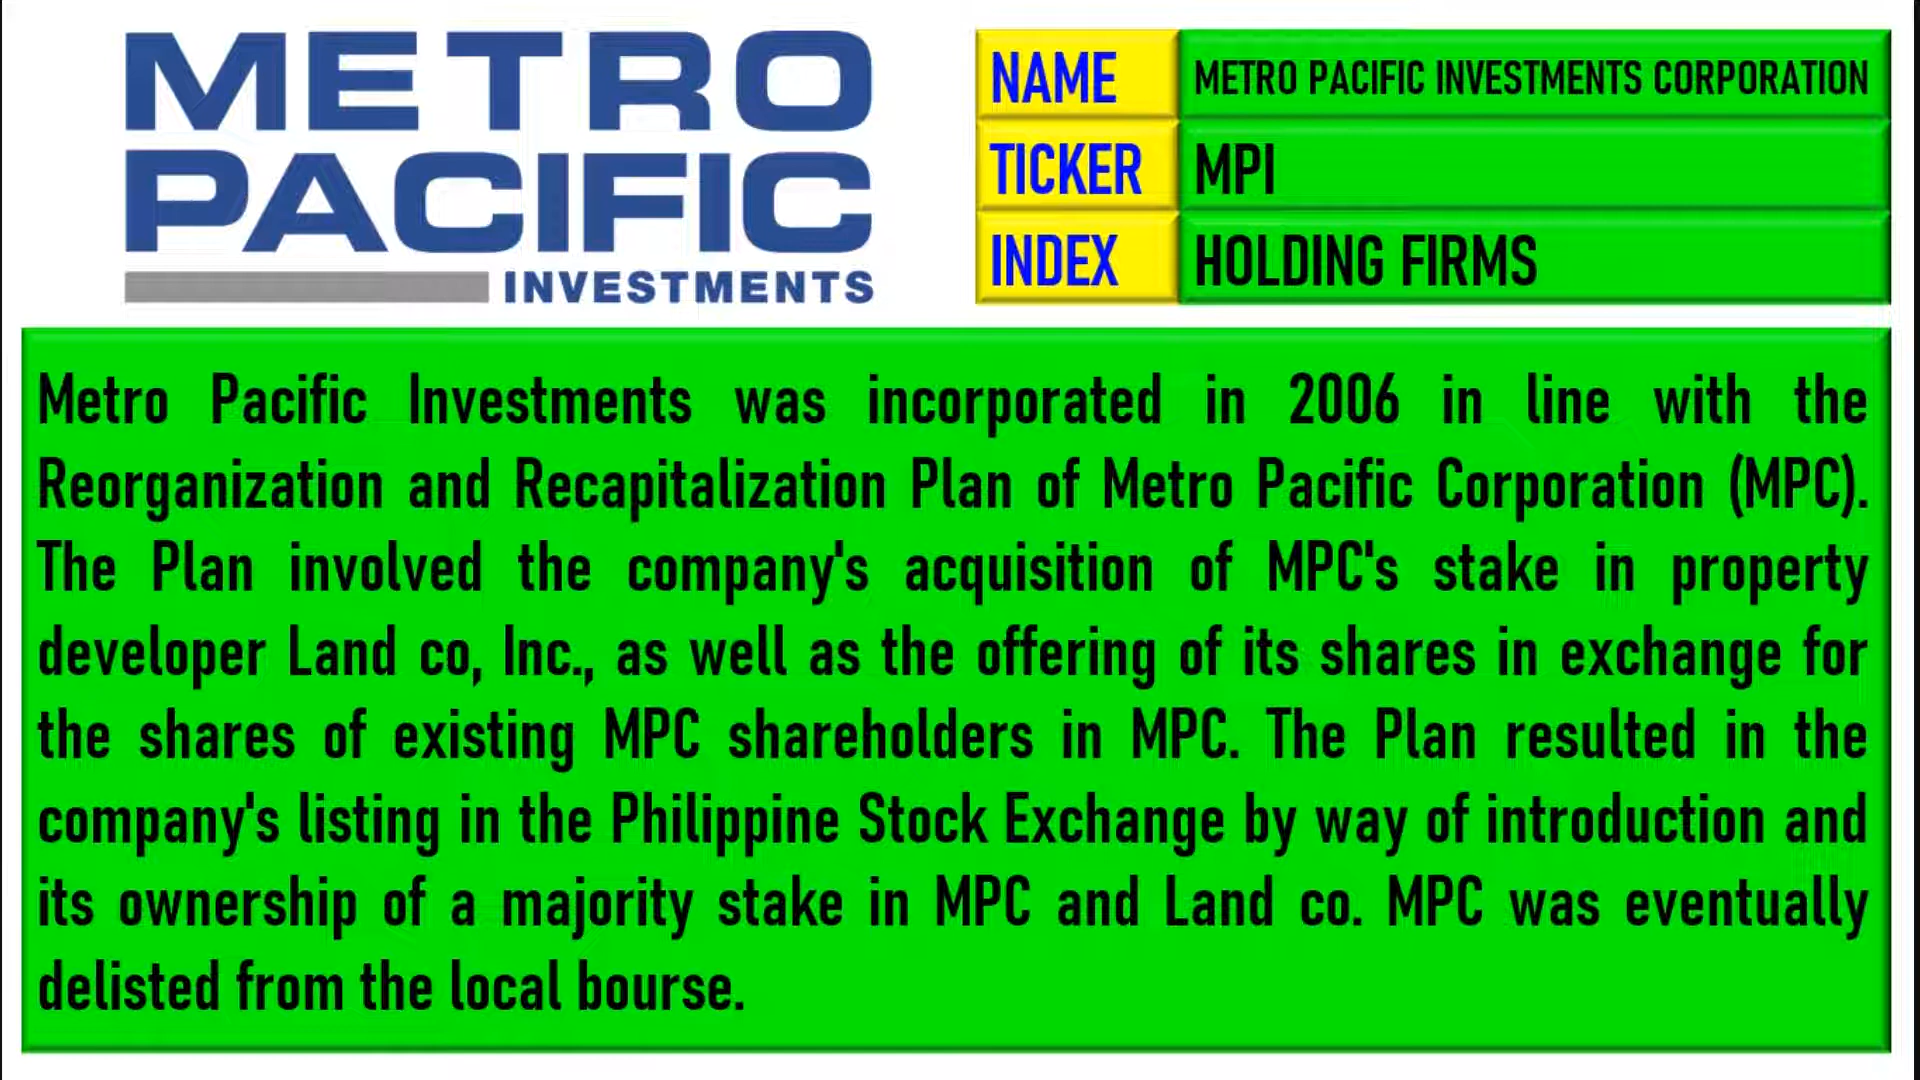 METRO
PACIFIC
INVESTMENTS
NAME METRO PACIFIC INVESTMENTS CORPORATION
TICKER MPI
INDEX HOLDING FIRMS
Metro Pacific Investments was incorporated in 2006 in line with the
Reorganization and Recapitalization Plan of Metro Pacific Corporation (MPC).
The Plan involved the company's acquisition of MPC's stake in property
developer Land co, Inc., as well as the offering of its shares in exchange for
the shares of existing MPC shareholders in MPC. The Plan resulted in the
company's listing in the Philippine Stock Exchange by way of introduction and
its ownership of a majority stake in MPC and Land co. MPC was eventually
delisted from the local bourse.